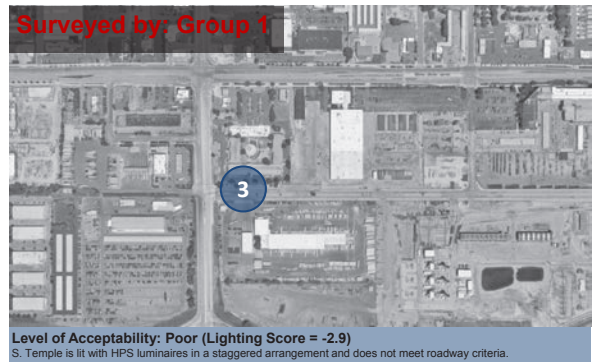 Surveyed by: Group 1
3
Level of Acceptability: Poor (Lighting Score = -2.9)
S. Temple is lit with HPS luminaires in a staggered arrangement and does not meet roadway criteria.